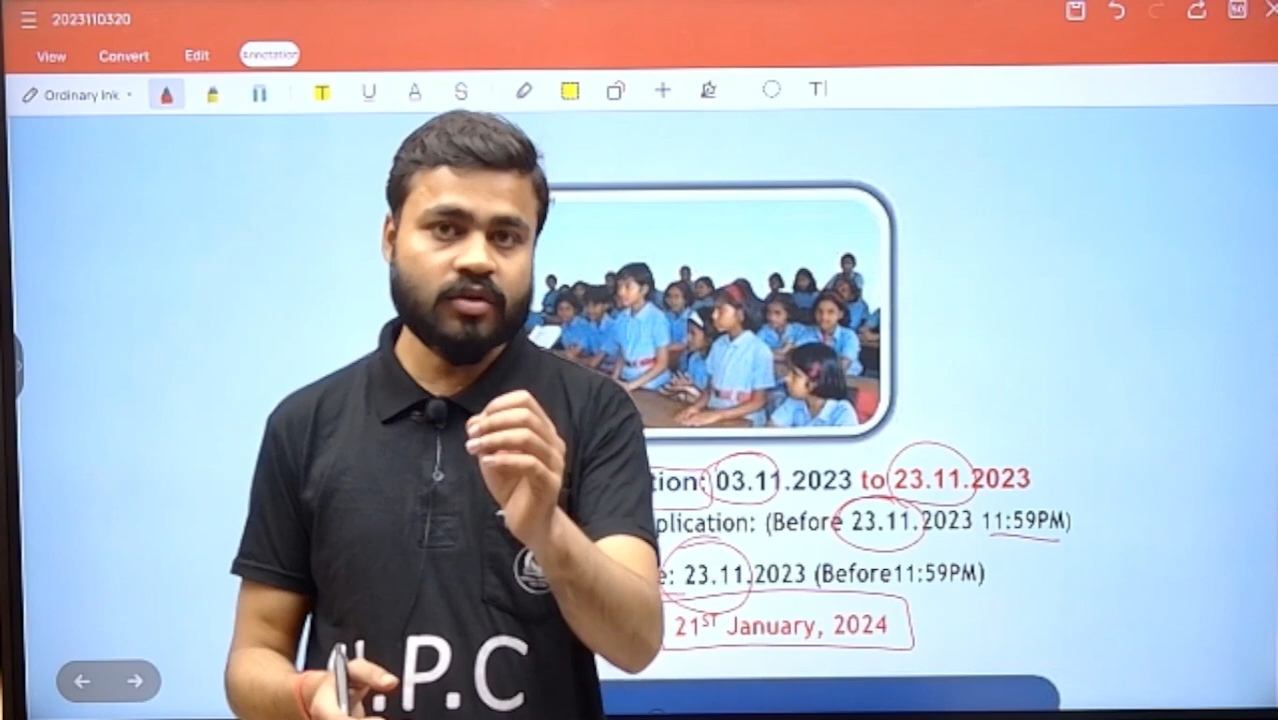 2023110320
50
View Convert Edit Annotation
Ordinary Ink T U A S T
tion: 03.11.2023 to 23.11.2023
plication: (Before 23.11.2023 11:59PM)
e: 23.11.2023 (Before11:59PM)
21ST January, 2024
.P.C